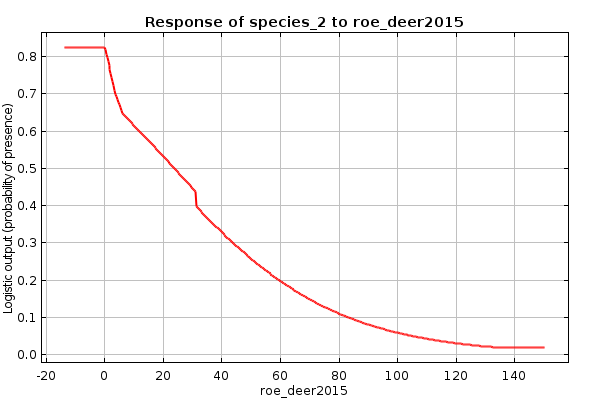 Response of species_2 to roe_deer2015
Logistic output (probability of presence)
0.8
0.7
0.6
0.5
0.4
0.3
0.2
0.1
0.0
-20 0 20 40 60 80 100 120 140
roe_deer2015